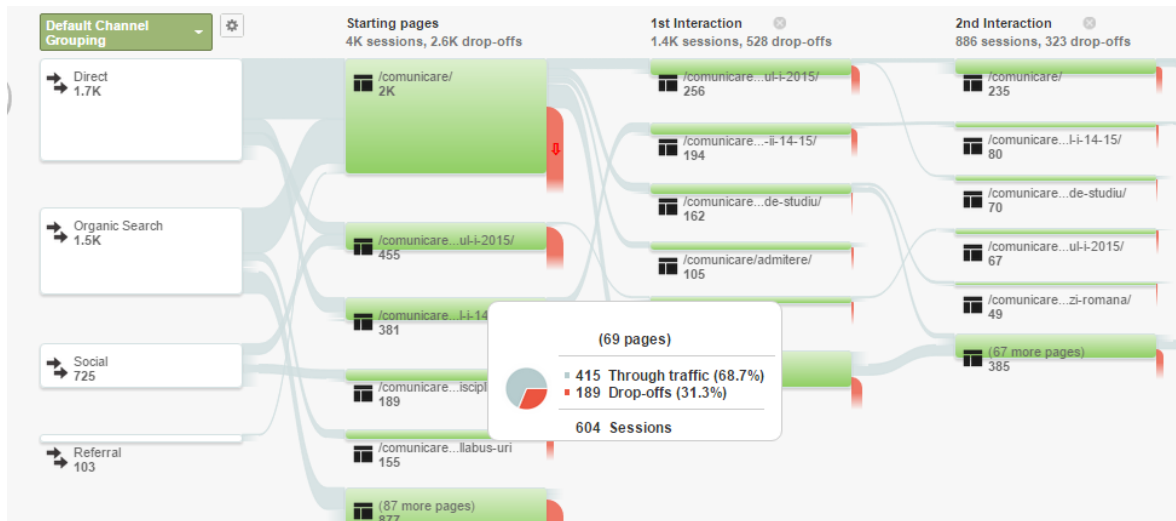 Default Channel
Grouping
Starting pages
4K sessions, 2.6K drop-offs
1st Interaction
1.4K sessions, 528 drop-offs
2nd Interaction
886 sessions, 323 drop-offs
Direct
1.7K
Organic Search
1.5K
Social
725
Referral
103
/comunicare/
2K
/comunicare...ul-i-2015/
455
/comunicare...l-i-14
381
/comunicare...iscipl
189
/comunicare...llabus-uri
155
(87 more pages)
877
/comunicare...ul-i-2015/
256
/comunicare...-ii-14-15/
194
/comunicare...de-studiu/
162
/comunicare/admitere/
105
(69 pages)
415 Through traffic (68.7%)
189 Drop-offs (31.3%)
604 Sessions
/comunicare/
235
/comunicare...l-i-14-15/
80
/comunicare...de-studiu/
70
/comunicare...ul-i-2015/
67
/comunicare...zi-romana/
49
(67 more pages)
385